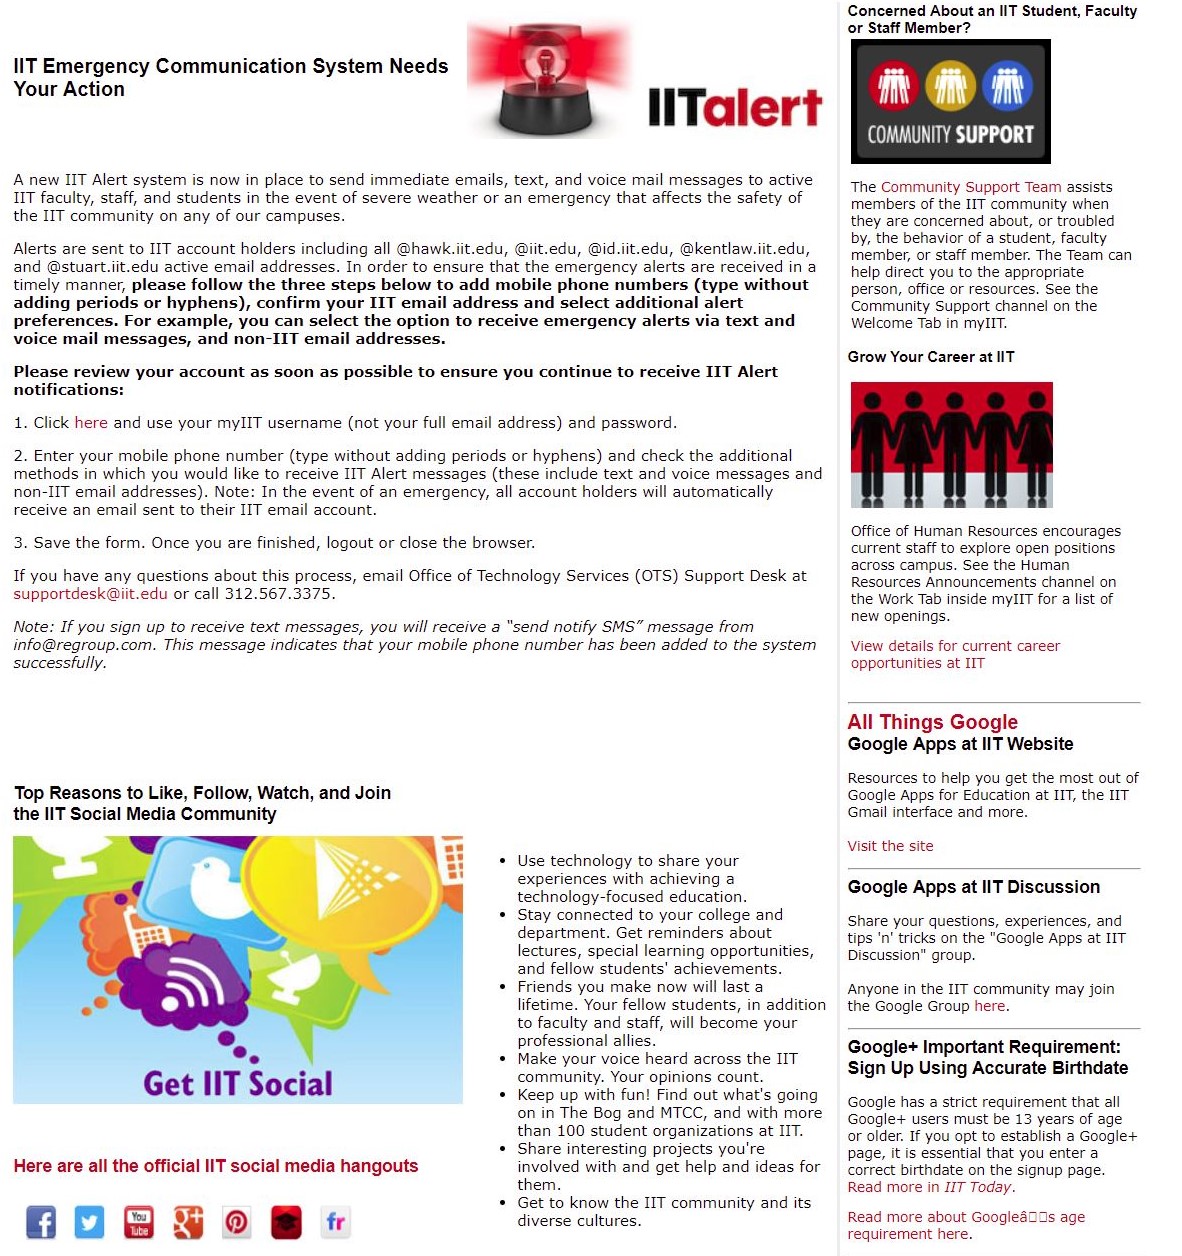 IIT Emergency Communication System Needs
Your Action
IITalert
A new IIT Alert system is now in place to send immediate emails, text, and voice mail messages to active
IIT faculty, staff, and students in the event of severe weather or an emergency that affects the safety of
the IIT community on any of our campuses.
Alerts are sent to IIT account holders including all @hawk.iit.edu, @iit.edu, @id.iit.edu, @kentlaw.iit.edu,
and @stuart.iit.edu active email addresses. In order to ensure that the emergency alerts are received in a
timely manner, please follow the three steps below to add mobile phone numbers (type without
adding periods or hyphens), confirm your IIT email address and select additional alert
preferences. For example, you can select the option to receive emergency alerts via text and
voice mail messages, and non-IIT email addresses.
Please review your account as soon as possible to ensure you continue to receive IIT Alert
notifications:
1. Click here and use your myIIT username (not your full email address) and password.
2. Enter your mobile phone number (type without adding periods or hyphens) and check the additional
methods in which you would like to receive IIT Alert messages (these include text and voice messages and
non-IIT email addresses). Note: In the event of an emergency, all account holders will automatically
receive an email sent to their IIT email account.
3. Save the form. Once you are finished, logout or close the browser.
If you have any questions about this process, email Office of Technology Services (OTS) Support Desk at
supportdesk@iit.edu or call 312.567.3375.
Note: If you sign up to receive text messages, you will receive a “send notify SMS” message from
info@regroup.com. This message indicates that your mobile phone number has been added to the system
successfully.
Top Reasons to Like, Follow, Watch, and Join
the IIT Social Media Community
Get IIT Social
Here are all the official IIT social media hangouts
f
You
Tube
g+
fr
• Use technology to share your
experiences with achieving a
technology-focused education.
• Stay connected to your college and
department. Get reminders about
lectures, special learning opportunities,
and fellow students' achievements.
• Friends you make now will last a
lifetime. Your fellow students, in addition
to faculty and staff, will become your
professional allies.
• Make your voice heard across the IIT
community. Your opinions count.
• Keep up with fun! Find out what's going
on in The Bog and MTCC, and with more
than 100 student organizations at IIT.
• Share interesting projects you're
involved with and get help and ideas for
them.
• Get to know the IIT community and its
diverse cultures.
Concerned About an IIT Student, Faculty
or Staff Member?
COMMUNITY SUPPORT
The Community Support Team assists
members of the IIT community when
they are concerned about, or troubled
by, the behavior of a student, faculty
member, or staff member. The Team can
help direct you to the appropriate
person, office or resources. See the
Community Support channel on the
Welcome Tab in myIIT.
Grow Your Career at IIT
Office of Human Resources encourages
current staff to explore open positions
across campus. See the Human
Resources Announcements channel on
the Work Tab inside myIIT for a list of
new openings.
View details for current career
opportunities at IIT
All Things Google
Google Apps at IIT Website
Resources to help you get the most out of
Google Apps for Education at IIT, the IIT
Gmail interface and more.
Visit the site
Google Apps at IIT Discussion
Share your questions, experiences, and
tips 'n' tricks on the "Google Apps at IIT
Discussion" group.
Anyone in the IIT community may join
the Google Group here.
Google+ Important Requirement:
Sign Up Using Accurate Birthdate
Google has a strict requirement that all
Google+ users must be 13 years of age
or older. If you opt to establish a Google+
page, it is essential that you enter a
correct birthdate on the signup page.
Read more in IIT Today.
Read more about Googleâ□□s age
requirement here.